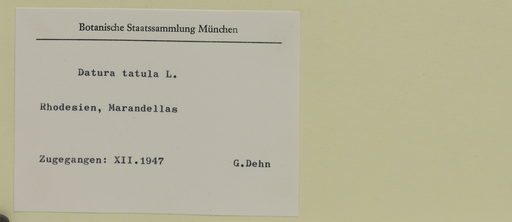 Botanische Staatssammlung München
Datura tatula L.
Rhodesien, Marandellas
Zugegangen: XII.1947 G.Dehn